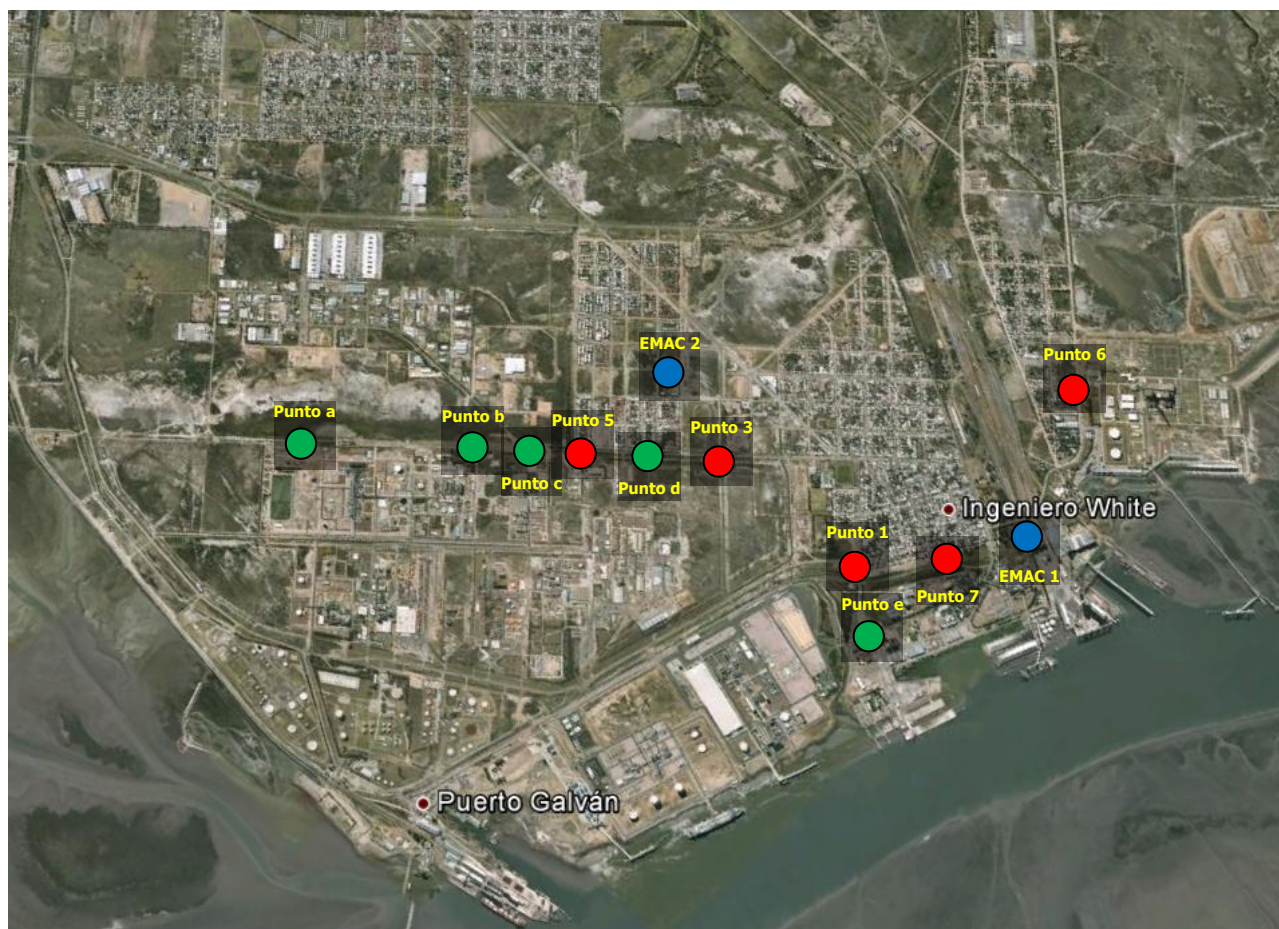 EMAC 2
Punto 6
Punto a
Punto b
Punto 5
Punto 3
Punto c
Punto d
Ingeniero White
Punto 1
EMAC 1
Punto 7
Punto e
Puerto Galván